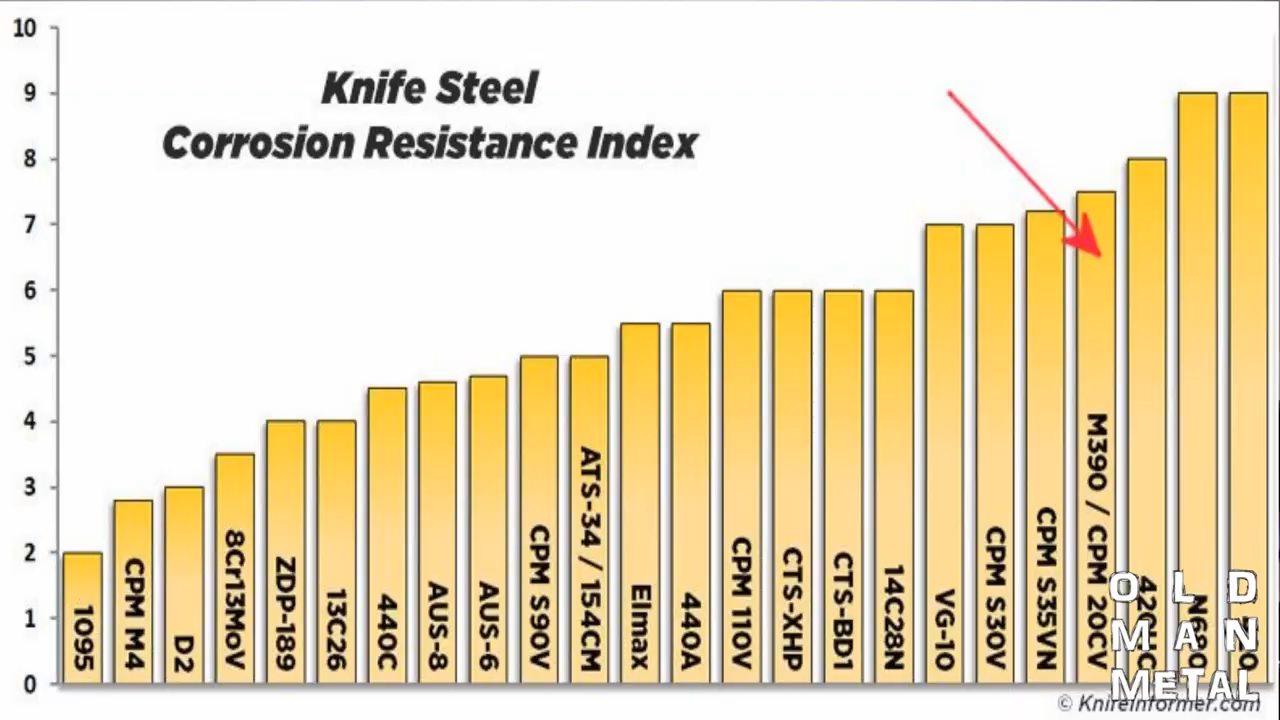 Knife Steel
Corrosion Resistance Index
10
9
8
7
6
5
4
3
2
1
0
1095
CPM M4
D2
8Cr13MoV
ZDP-189
13C26
440C
AUS-8
AUS-6
CPM S90V
ATS-34 / 154CM
Elmax
440A
CPM 110V
CTS-XHP
CTS-BD1
14C28N
VG-10
CPM S30V
CPM S35VN
M390 / CPM 20CV
OLD
MAN
METAL
© KnifeInformer.com